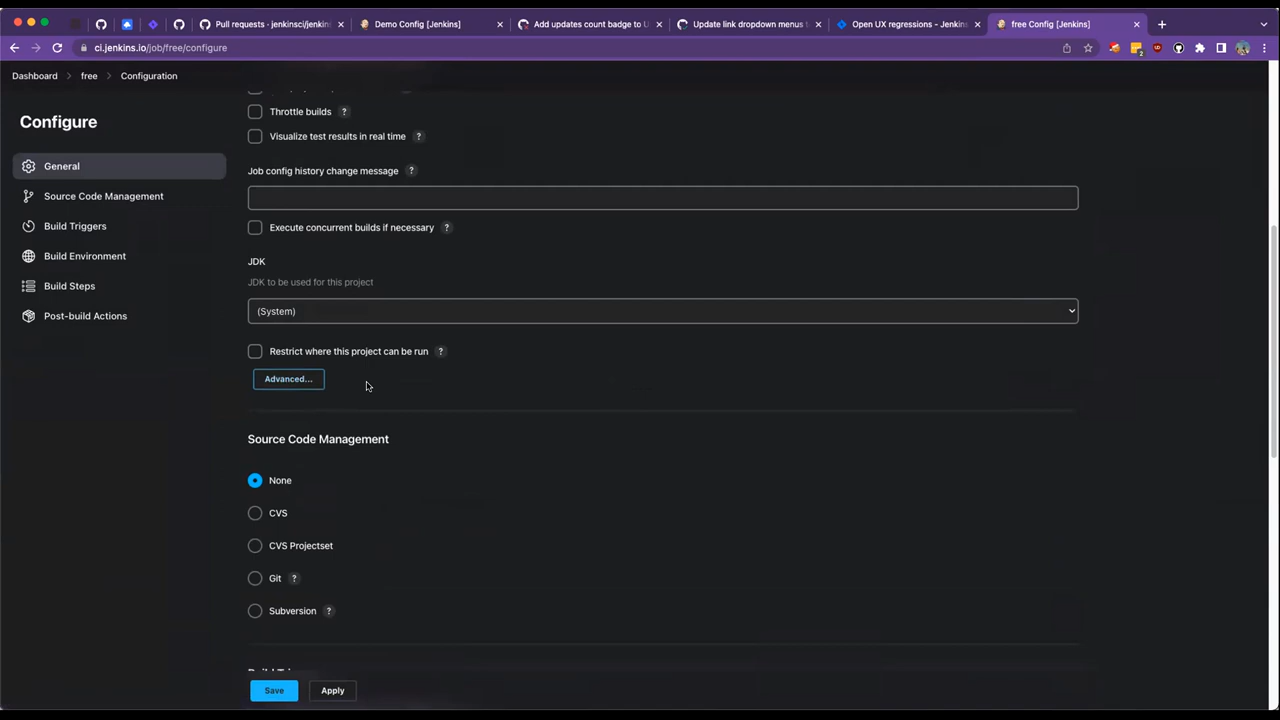 Pull requests · jenkinsci/jenkin
Demo Config [Jenkins]
Add updates count badge to U
Update link dropdown menus t
Open UX regressions - Jenkins
free Config [Jenkins]
ci.jenkins.io/job/free/configure
2
Dashboard
free
Configuration
Configure
General
Source Code Management
Build Triggers
Build Environment
Build Steps
Post-build Actions
Throttle builds ?
Visualize test results in real time ?
Job config history change message ?
Execute concurrent builds if necessary ?
JDK
JDK to be used for this project
(System)
Restrict where this project can be run ?
Advanced...
Source Code Management
None
CVS
CVS Projectset
Git ?
Subversion ?
Save
Apply